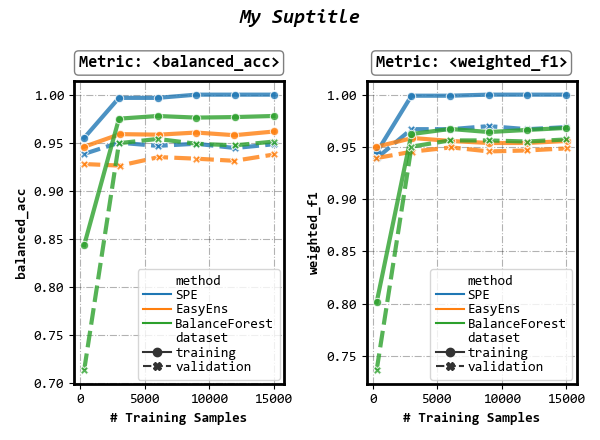 My Suptitle
Metric: <balanced_acc>
balanced_acc
1.00
0.95
0.90
0.85
0.80
0.75
0.70
0
5000
10000
15000
# Training Samples
method
SPE
EasyEns
BalanceForest
dataset
training
validation
Metric: <weighted_f1>
weighted_f1
1.00
0.95
0.90
0.85
0.80
0.75
0
5000
10000
15000
# Training Samples
method
SPE
EasyEns
BalanceForest
dataset
training
validation